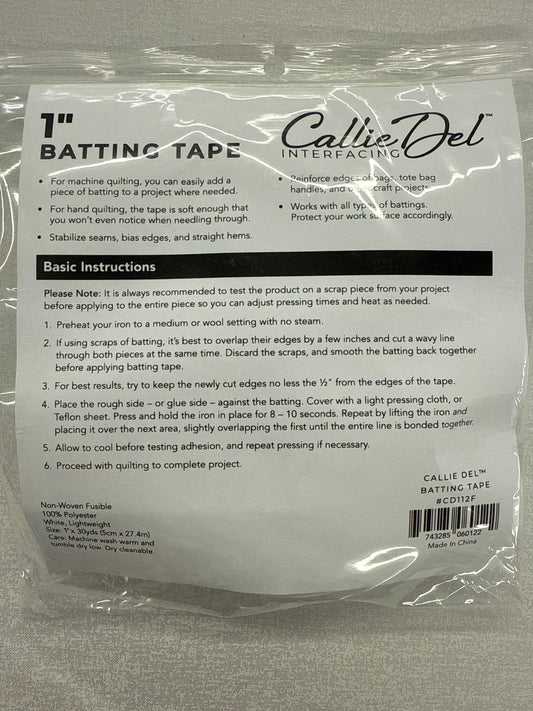 1"
BATTING TAPE
Callie Del™
INTERFACING
• For machine quilting, you can easily add a
piece of batting to a project where needed.
• For hand quilting, the tape is soft enough that
you won't even notice when needling through.
• Stabilize seams, bias edges, and straight hems.
• Reinforce edges of bags, tote bag
handles, and craft projects
• Works with all types of battings.
Protect your work surface accordingly.
Basic Instructions
Please Note: It is always recommended to test the product on a scrap piece from your project
before applying to the entire piece so you can adjust pressing times and heat as needed.
1. Preheat your iron to a medium or wool setting with no steam.
2. If using scraps of batting, it's best to overlap their edges by a few inches and cut a wavy line
through both pieces at the same time. Discard the scraps, and smooth the batting back together
before applying batting tape.
3. For best results, try to keep the newly cut edges no less the ½" from the edges of the tape.
4. Place the rough side – or glue side – against the batting. Cover with a light pressing cloth, or
Teflon sheet. Press and hold the iron in place for 8 – 10 seconds. Repeat by lifting the iron and
placing it over the next area, slightly overlapping the first until the entire line is bonded together.
5. Allow to cool before testing adhesion, and repeat pressing if necessary.
6. Proceed with quilting to complete project.
Non-Woven Fusible
100% Polyester
White, Lightweight
Size: 1" x 30yds (5cm x 27.4m)
Care: Machine wash warm and
tumble dry low. Dry cleanable.
CALLIE DEL™
BATTING TAPE
#CD112F
743285 060122
Made In China